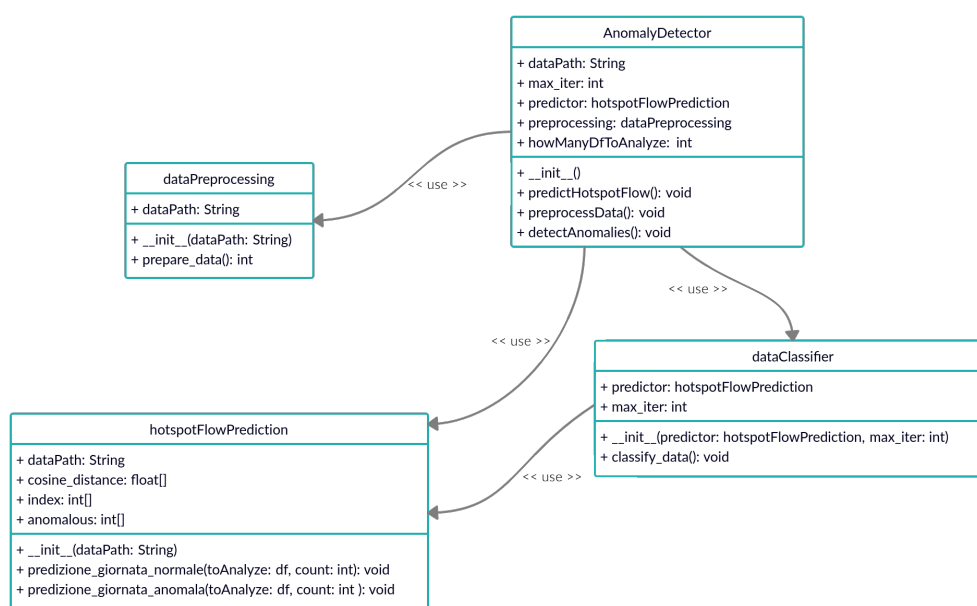 AnomalyDetector
+ dataPath: String
+ max_iter: int
+ predictor: hotspotFlowPrediction
+ preprocessing: dataPreprocessing
+ howManyDfToAnalyze: int
+ __init__()
+ predictHotspotFlow(): void
+ preprocessData(): void
+ detectAnomalies(): void
<< use >>
dataPreprocessing
+ dataPath: String
+ __init__(dataPath: String)
+ prepare_data(): int
<< use >>
<< use >>
dataClassifier
+ predictor: hotspotFlowPrediction
+ max_iter: int
+ __init__(predictor: hotspotFlowPrediction, max_iter: int)
+ classify_data(): void
<< use >>
hotspotFlowPrediction
+ dataPath: String
+ cosine_distance: float[]
+ index: int[]
+ anomalous: int[]
+ __init__(dataPath: String)
+ predizione_giornata_normale(toAnalyze: df, count: int): void
+ predizione_giornata_anomala(toAnalyze: df, count: int ): void